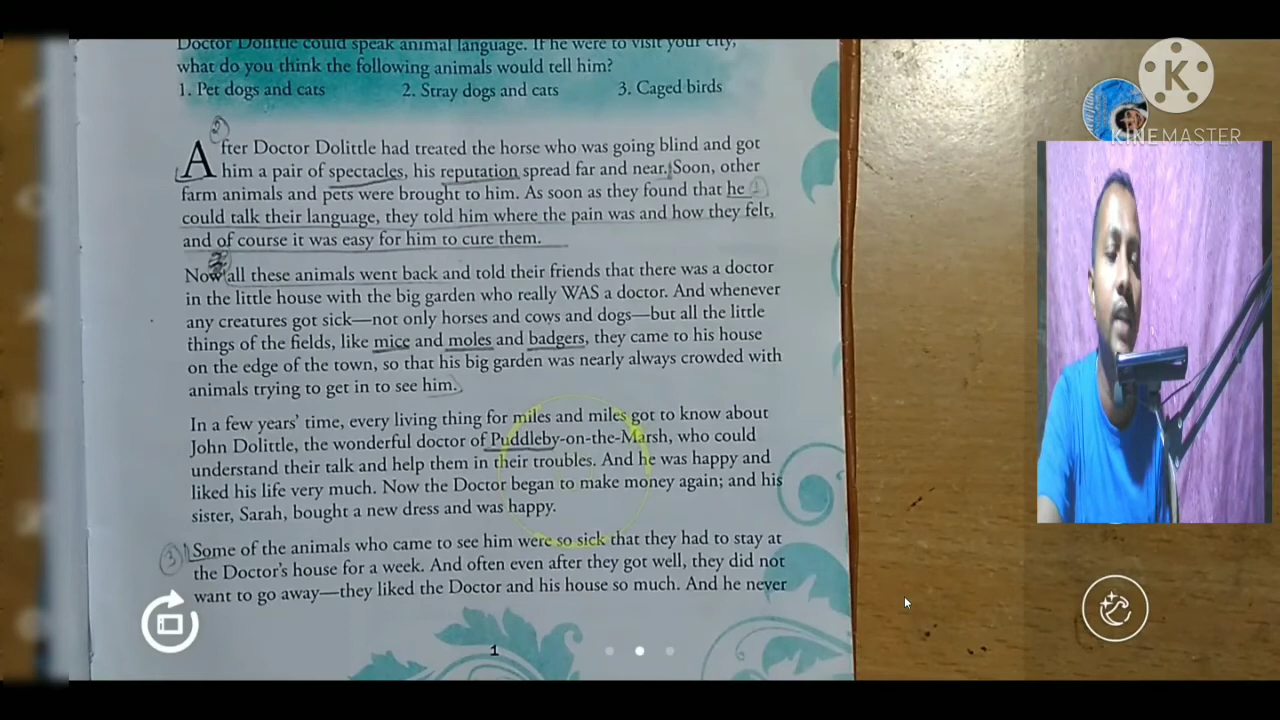 Doctor Dolittle could speak animal language. If he were to visit your city,
what do you think the following animals would tell him?
1. Pet dogs and cats 2. Stray dogs and cats 3. Caged birds
After Doctor Dolittle had treated the horse who was going blind and got
him a pair of spectacles, his reputation spread far and near. Soon, other
farm animals and pets were brought to him. As soon as they found that he
could talk their language, they told him where the pain was and how they felt,
and of course it was easy for him to cure them.
Now all these animals went back and told their friends that there was a doctor
in the little house with the big garden who really WAS a doctor. And whenever
any creatures got sick—not only horses and cows and dogs—but all the little
things of the fields, like mice and moles and badgers, they came to his house
on the edge of the town, so that his big garden was nearly always crowded with
animals trying to get in to see him.
In a few years' time, every living thing for miles and miles got to know about
John Dolittle, the wonderful doctor of Puddleby-on-the-Marsh, who could
understand their talk and help them in their troubles. And he was happy and
liked his life very much. Now the Doctor began to make money again; and his
sister, Sarah, bought a new dress and was happy.
3 Some of the animals who came to see him were so sick that they had to stay at
the Doctor's house for a week. And often even after they got well, they did not
want to go away—they liked the Doctor and his house so much. And he never
1
K
KINEMASTER